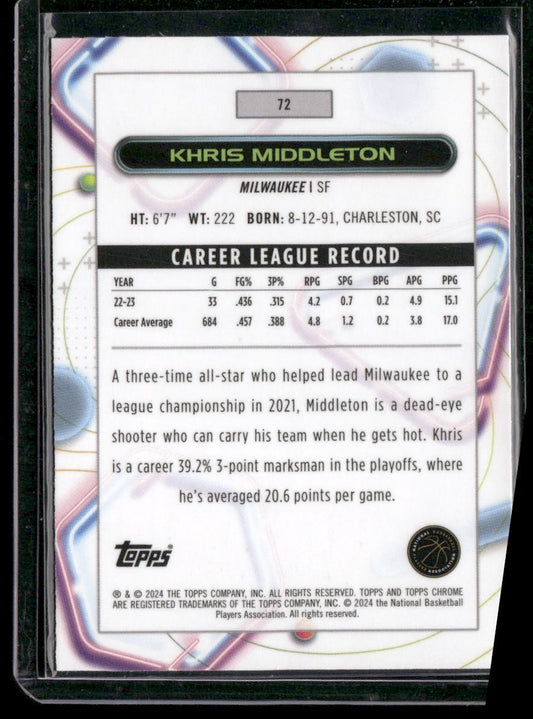 72
KHRIS MIDDLETON
MILWAUKEE | SF
HT: 6'7" WT: 222 BORN: 8-12-91, CHARLESTON, SC
CAREER LEAGUE RECORD
YEAR G FG% 3P% RPG SPG BPG APG PPG
22-23 33 .436 .315 4.2 0.7 0.2 4.9 15.1
Career Average 684 .457 .388 4.8 1.2 0.2 3.8 17.0
A three-time all-star who helped lead Milwaukee to a
league championship in 2021, Middleton is a dead-eye
shooter who can carry his team when he gets hot. Khris
is a career 39.2% 3-point marksman in the playoffs, where
he's averaged 20.6 points per game.
Topps
® & © 2024 THE TOPPS COMPANY, INC. ALL RIGHTS RESERVED. TOPPS AND TOPPS CHROME
ARE REGISTERED TRADEMARKS OF THE TOPPS COMPANY, INC. © 2024 the National Basketball
Players Association. All rights reserved.